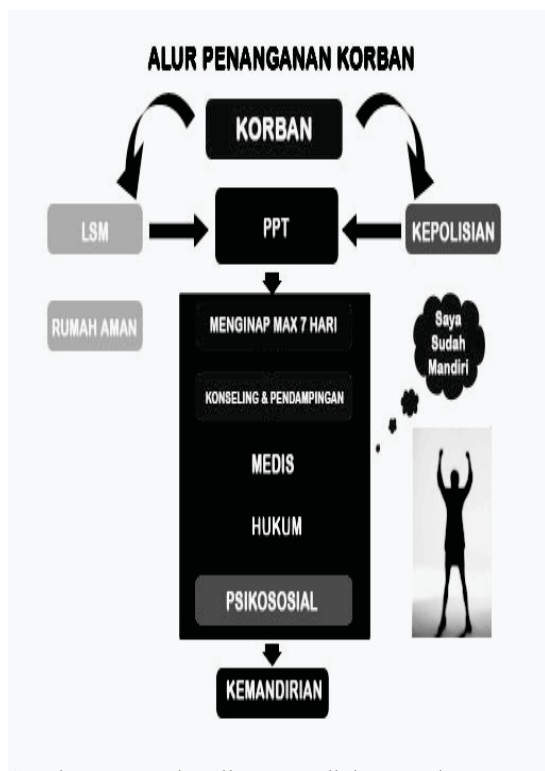 ALUR PENANGANAN KORBAN
KORBAN
LSM
PPT
KEPOLISIAN
RUMAH AMAN
MENGINAP MAX 7 HARI
Saya
Sudah
Mandiri
KONSELING & PENDAMPINGAN
MEDIS
HUKUM
PSIKOSOSIAL
KEMANDIRIAN